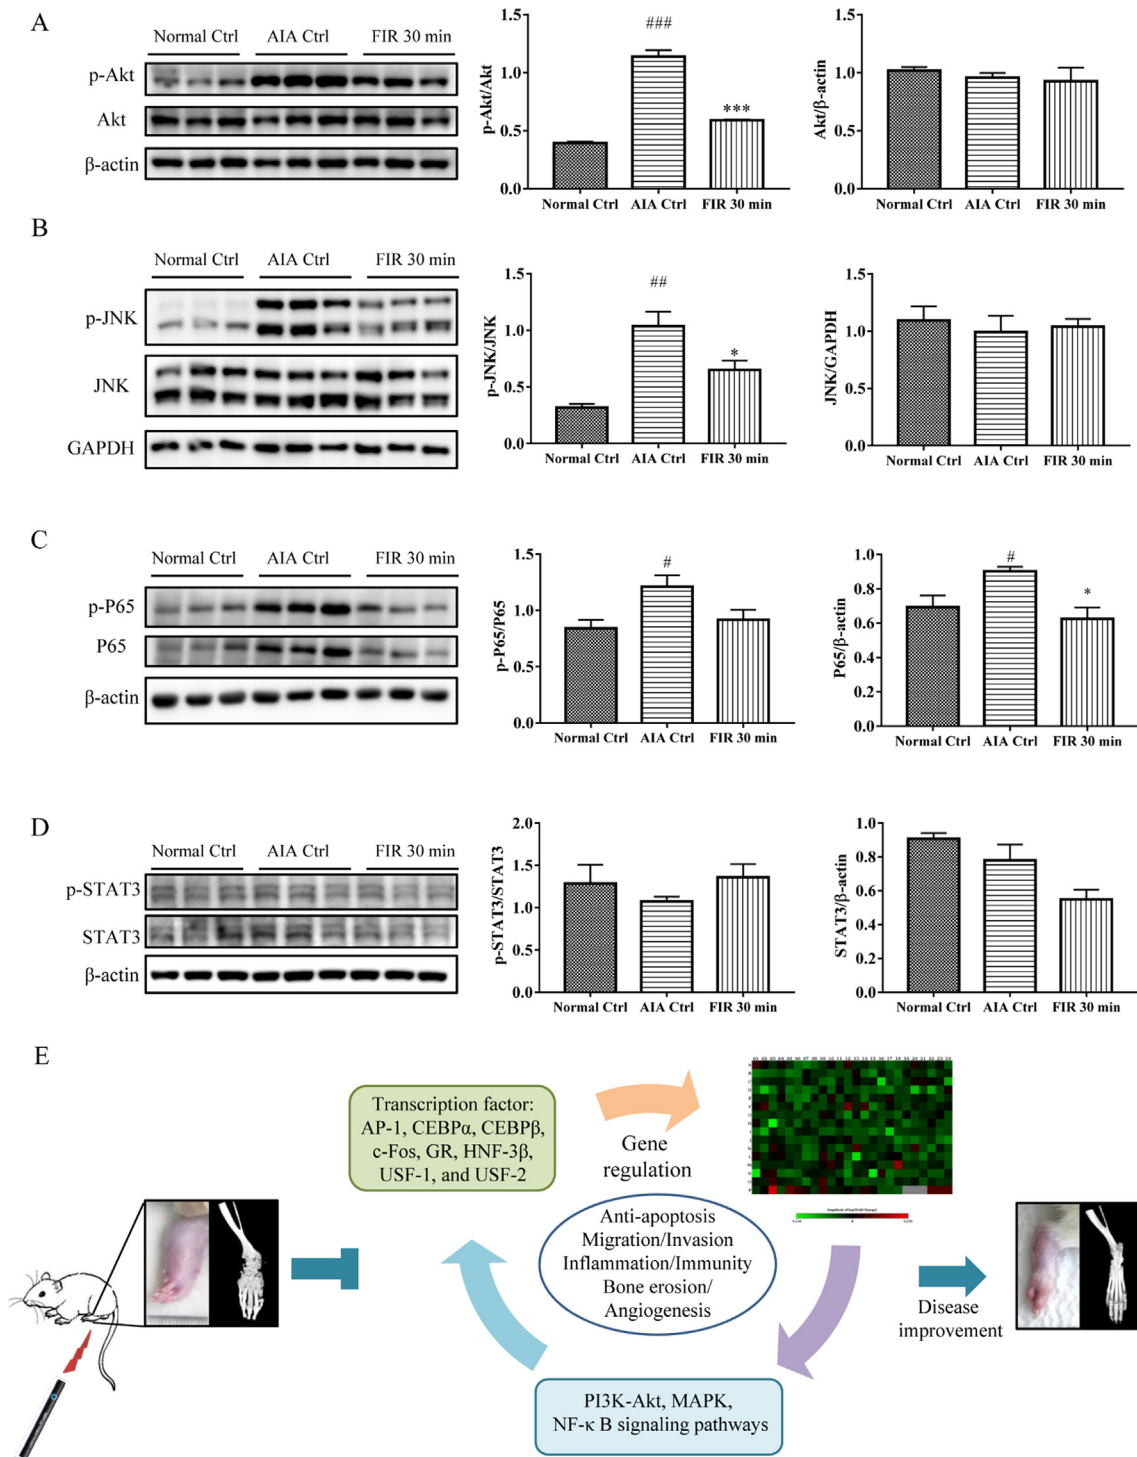 A
Normal Ctrl AIA Ctrl FIR 30 min
p-Akt
Akt
β-actin
p-Akt/Akt
1.5
1.0
0.5
0.0
###
***
Normal Ctrl AIA Ctrl FIR 30 min
Akt/β-actin
1.5
1.0
0.5
0.0
Normal Ctrl AIA Ctrl FIR 30 min
B
Normal Ctrl AIA Ctrl FIR 30 min
p-JNK
JNK
GAPDH
p-JNK/JNK
1.5
1.0
0.5
0.0
##
*
Normal Ctrl AIA Ctrl FIR 30 min
JNK/GAPDH
1.5
1.0
0.5
0.0
Normal Ctrl AIA Ctrl FIR 30 min
C
Normal Ctrl AIA Ctrl FIR 30 min
p-P65
P65
β-actin
p-P65/P65
1.5
1.0
0.5
0.0
#
Normal Ctrl AIA Ctrl FIR 30 min
P65/β-actin
1.0
0.8
0.6
0.4
0.2
0.0
#
*
Normal Ctrl AIA Ctrl FIR 30 min
D
Normal Ctrl AIA Ctrl FIR 30 min
p-STAT3
STAT3
β-actin
p-STAT3/STAT3
2.0
1.5
1.0
0.5
0.0
Normal Ctrl AIA Ctrl FIR 30 min
STAT3/β-actin
1.0
0.8
0.6
0.4
0.2
0.0
Normal Ctrl AIA Ctrl FIR 30 min
E
Transcription factor:
AP-1, CEBPα, CEBPβ,
c-Fos, GR, HNF-3β,
USF-1, and USF-2
Gene
regulation
Anti-apoptosis
Migration/Invasion
Inflammation/Immunity
Bone erosion/
Angiogenesis
Disease
improvement
PI3K-Akt, MAPK,
NF-κ B signaling pathways